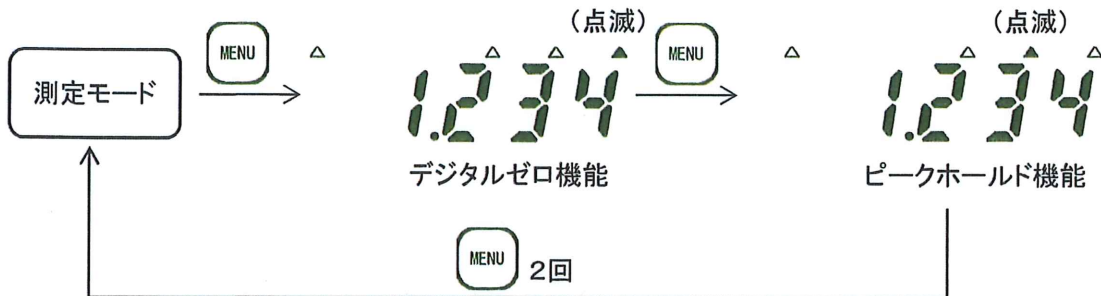 (点滅)
(点滅)
MENU
MENU
測定モード
1.234
1.234
デジタルゼロ機能
ピークホールド機能
MENU 2回